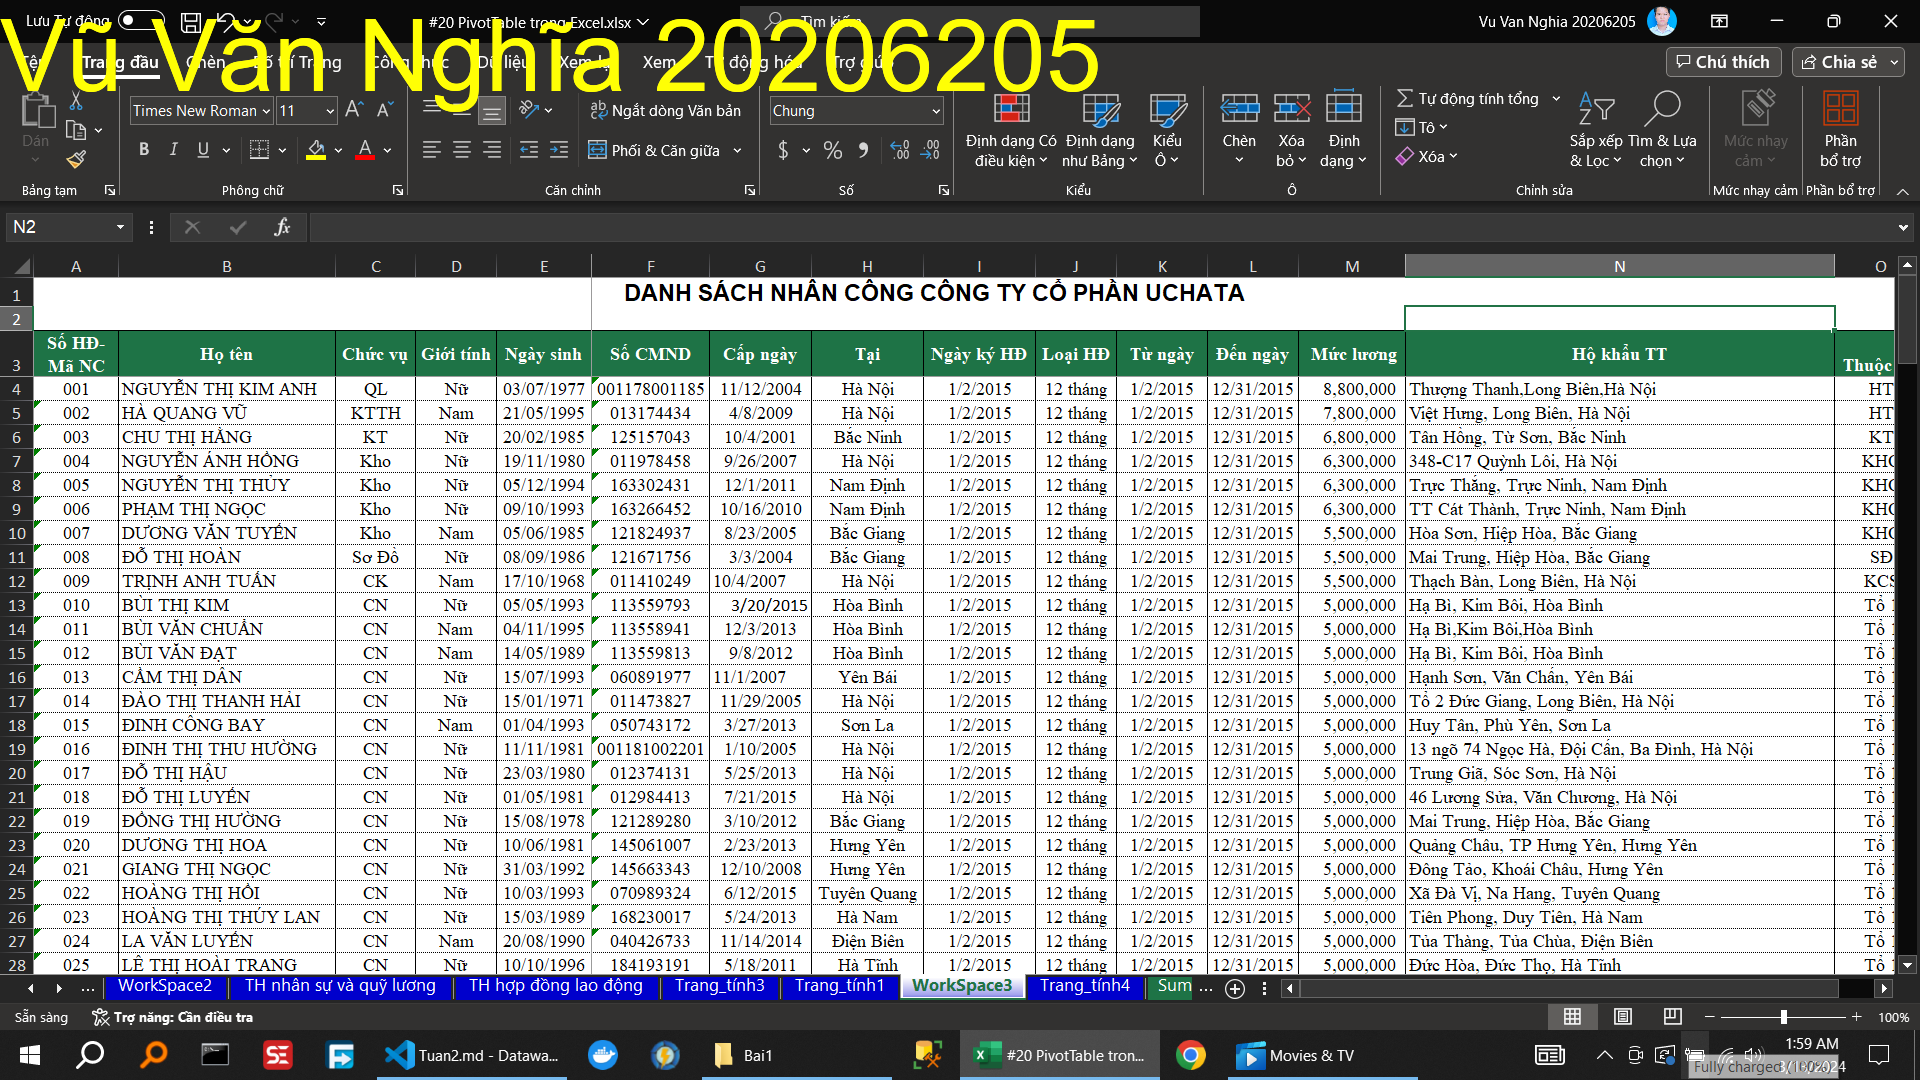 Lưu Tự động
#20 PivotTable trong Excel.xlsx
Tìm kiếm
Vu Van Nghia 20206205
Vũ Văn Nghĩa 20206205
Trang đầu Chèn Bố trí Trang Dữ liệu Xem Tự động hóa Trợ giúp
Chú thích
Chia sẻ
Dán
Times New Roman 11
Ngắt dòng Văn bản
Phối & Căn giữa
Chung
Định dạng Có điều kiện
Định dạng như Bảng
Kiểu Ô
Chèn
Xóa bỏ
Định dạng
Tự động tính tổng
Tô
Xóa
Sắp xếp & Lọc
Tìm & Lựa chọn
Mức nhạy cảm
Phần bổ trợ
Bảng tạm Phông chữ Căn chỉnh Số Kiểu Ô Chỉnh sửa Mức nhạy cảm Phần bổ trợ
N2 fx
A B C D E F G H I J K L M N O
1 DANH SÁCH NHÂN CÔNG CÔNG TY CỔ PHẦN UCHATA
2
3 Số HĐ-Mã NC Họ tên Chức vụ Giới tính Ngày sinh Số CMND Cấp ngày Tại Ngày ký HĐ Loại HĐ Từ ngày Đến ngày Mức lương Hộ khẩu TT Thuộc
4 001 NGUYỄN THỊ KIM ANH QL Nữ 03/07/1977 001178001185 11/12/2004 Hà Nội 1/2/2015 12 tháng 1/2/2015 12/31/2015 8,800,000 Thượng Thanh,Long Biên,Hà Nội HT
5 002 HÀ QUANG VŨ KTTH Nam 21/05/1995 013174434 4/8/2009 Hà Nội 1/2/2015 12 tháng 1/2/2015 12/31/2015 7,800,000 Việt Hưng, Long Biên, Hà Nội HT
6 003 CHU THỊ HẰNG KT Nữ 20/02/1985 125157043 10/4/2001 Bắc Ninh 1/2/2015 12 tháng 1/2/2015 12/31/2015 6,800,000 Tân Hồng, Từ Sơn, Bắc Ninh KT
7 004 NGUYỄN ÁNH HỒNG Kho Nữ 19/11/1980 011978458 9/26/2007 Hà Nội 1/2/2015 12 tháng 1/2/2015 12/31/2015 6,300,000 348-C17 Quỳnh Lôi, Hà Nội KHO
8 005 NGUYỄN THỊ THỦY Kho Nữ 05/12/1994 163302431 12/1/2011 Nam Định 1/2/2015 12 tháng 1/2/2015 12/31/2015 6,300,000 Trực Thắng, Trực Ninh, Nam Định KHO
9 006 PHẠM THỊ NGỌC Kho Nữ 09/10/1993 163266452 10/16/2010 Nam Định 1/2/2015 12 tháng 1/2/2015 12/31/2015 6,300,000 TT Cát Thành, Trực Ninh, Nam Định KHO
10 007 DƯƠNG VĂN TUYẾN Kho Nam 05/06/1985 121824937 8/23/2005 Bắc Giang 1/2/2015 12 tháng 1/2/2015 12/31/2015 5,500,000 Hòa Sơn, Hiệp Hòa, Bắc Giang KHO
11 008 ĐỖ THỊ HOÀN Sơ Đồ Nữ 08/09/1986 121671756 3/3/2004 Bắc Giang 1/2/2015 12 tháng 1/2/2015 12/31/2015 5,500,000 Mai Trung, Hiệp Hòa, Bắc Giang SĐ
12 009 TRỊNH ANH TUẤN CK Nam 17/10/1968 011410249 10/4/2007 Hà Nội 1/2/2015 12 tháng 1/2/2015 12/31/2015 5,500,000 Thạch Bàn, Long Biên, Hà Nội KCS
13 010 BÙI THỊ KIM CN Nữ 05/05/1993 113559793 3/20/2015 Hòa Bình 1/2/2015 12 tháng 1/2/2015 12/31/2015 5,000,000 Hạ Bì, Kim Bôi, Hòa Bình Tổ 1
14 011 BÙI VĂN CHUẨN CN Nam 04/11/1995 113558941 12/3/2013 Hòa Bình 1/2/2015 12 tháng 1/2/2015 12/31/2015 5,000,000 Hạ Bì,Kim Bôi,Hòa Bình Tổ 1
15 012 BÙI VĂN ĐẠT CN Nam 14/05/1989 113559813 9/8/2012 Hòa Bình 1/2/2015 12 tháng 1/2/2015 12/31/2015 5,000,000 Hạ Bì, Kim Bôi, Hòa Bình Tổ 1
16 013 CẦM THỊ DÂN CN Nữ 15/07/1993 060891977 11/1/2007 Yên Bái 1/2/2015 12 tháng 1/2/2015 12/31/2015 5,000,000 Hạnh Sơn, Văn Chấn, Yên Bái Tổ 1
17 014 ĐÀO THỊ THANH HẢI CN Nữ 15/01/1971 011473827 11/29/2005 Hà Nội 1/2/2015 12 tháng 1/2/2015 12/31/2015 5,000,000 Tổ 2 Đức Giang, Long Biên, Hà Nội Tổ 1
18 015 ĐINH CÔNG BAY CN Nam 01/04/1993 050743172 3/27/2013 Sơn La 1/2/2015 12 tháng 1/2/2015 12/31/2015 5,000,000 Huy Tân, Phù Yên, Sơn La Tổ 1
19 016 ĐINH THỊ THU HƯỜNG CN Nữ 11/11/1981 001181002201 1/10/2005 Hà Nội 1/2/2015 12 tháng 1/2/2015 12/31/2015 5,000,000 13 ngõ 74 Ngọc Hà, Đội Cấn, Ba Đình, Hà Nội Tổ 1
20 017 ĐỖ THỊ HẬU CN Nữ 23/03/1980 012374131 5/25/2013 Hà Nội 1/2/2015 12 tháng 1/2/2015 12/31/2015 5,000,000 Trung Giã, Sóc Sơn, Hà Nội Tổ 1
21 018 ĐỖ THỊ LUYẾN CN Nữ 01/05/1981 012984413 7/21/2015 Hà Nội 1/2/2015 12 tháng 1/2/2015 12/31/2015 5,000,000 46 Lương Sửa, Văn Chương, Hà Nội Tổ 1
22 019 ĐỒNG THỊ HƯỜNG CN Nữ 15/08/1978 121289280 3/10/2012 Bắc Giang 1/2/2015 12 tháng 1/2/2015 12/31/2015 5,000,000 Mai Trung, Hiệp Hòa, Bắc Giang Tổ 1
23 020 DƯƠNG THỊ HOA CN Nữ 10/06/1981 145061007 2/23/2013 Hưng Yên 1/2/2015 12 tháng 1/2/2015 12/31/2015 5,000,000 Quảng Châu, TP Hưng Yên, Hưng Yên Tổ 1
24 021 GIANG THỊ NGỌC CN Nữ 31/03/1992 145663343 12/10/2008 Hưng Yên 1/2/2015 12 tháng 1/2/2015 12/31/2015 5,000,000 Đông Tảo, Khoái Châu, Hưng Yên Tổ 1
25 022 HOÀNG THỊ HỒI CN Nữ 10/03/1993 070989324 6/12/2015 Tuyên Quang 1/2/2015 12 tháng 1/2/2015 12/31/2015 5,000,000 Xã Đà Vị, Na Hang, Tuyên Quang Tổ 1
26 023 HOÀNG THỊ THÚY LAN CN Nữ 15/03/1989 168230017 5/24/2013 Hà Nam 1/2/2015 12 tháng 1/2/2015 12/31/2015 5,000,000 Tiên Phong, Duy Tiên, Hà Nam Tổ 1
27 024 LA VĂN LUYẾN CN Nam 20/08/1990 040426733 11/14/2014 Điện Biên 1/2/2015 12 tháng 1/2/2015 12/31/2015 5,000,000 Tủa Thàng, Tủa Chùa, Điện Biên Tổ 1
28 025 LÊ THỊ HOÀI TRANG CN Nữ 10/10/1996 184193191 5/18/2011 Hà Tĩnh 1/2/2015 12 tháng 1/2/2015 12/31/2015 5,000,000 Đức Hòa, Đức Thọ, Hà Tĩnh Tổ 1
... WorkSpace2 TH nhân sự và quỹ lương TH hợp đồng lao động Trang_tính3 Trang_tính1 WorkSpace3 Trang_tính4 Sum ...
Sẵn sàng Trợ năng: Cần điều tra 100%
Tuan2.md - Datawa... Bai1 #20 PivotTable tron... Movies & TV 1:59 AM
Fully charged (100%)